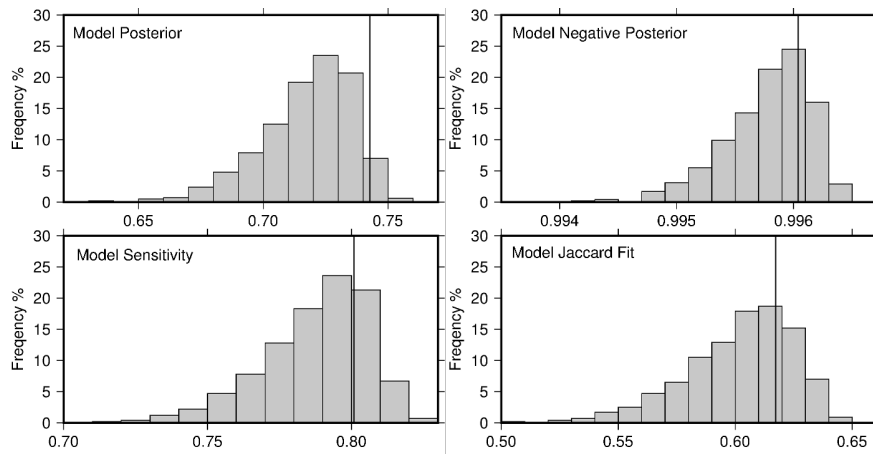 30
25
20
15
10
5
0
Freqency %
Model Posterior
0.65 0.70 0.75
30
25
20
15
10
5
0
Freqency %
Model Negative Posterior
0.994 0.995 0.996
30
25
20
15
10
5
0
Freqency %
Model Sensitivity
0.70 0.75 0.80
30
25
20
15
10
5
0
Freqency %
Model Jaccard Fit
0.50 0.55 0.60 0.65